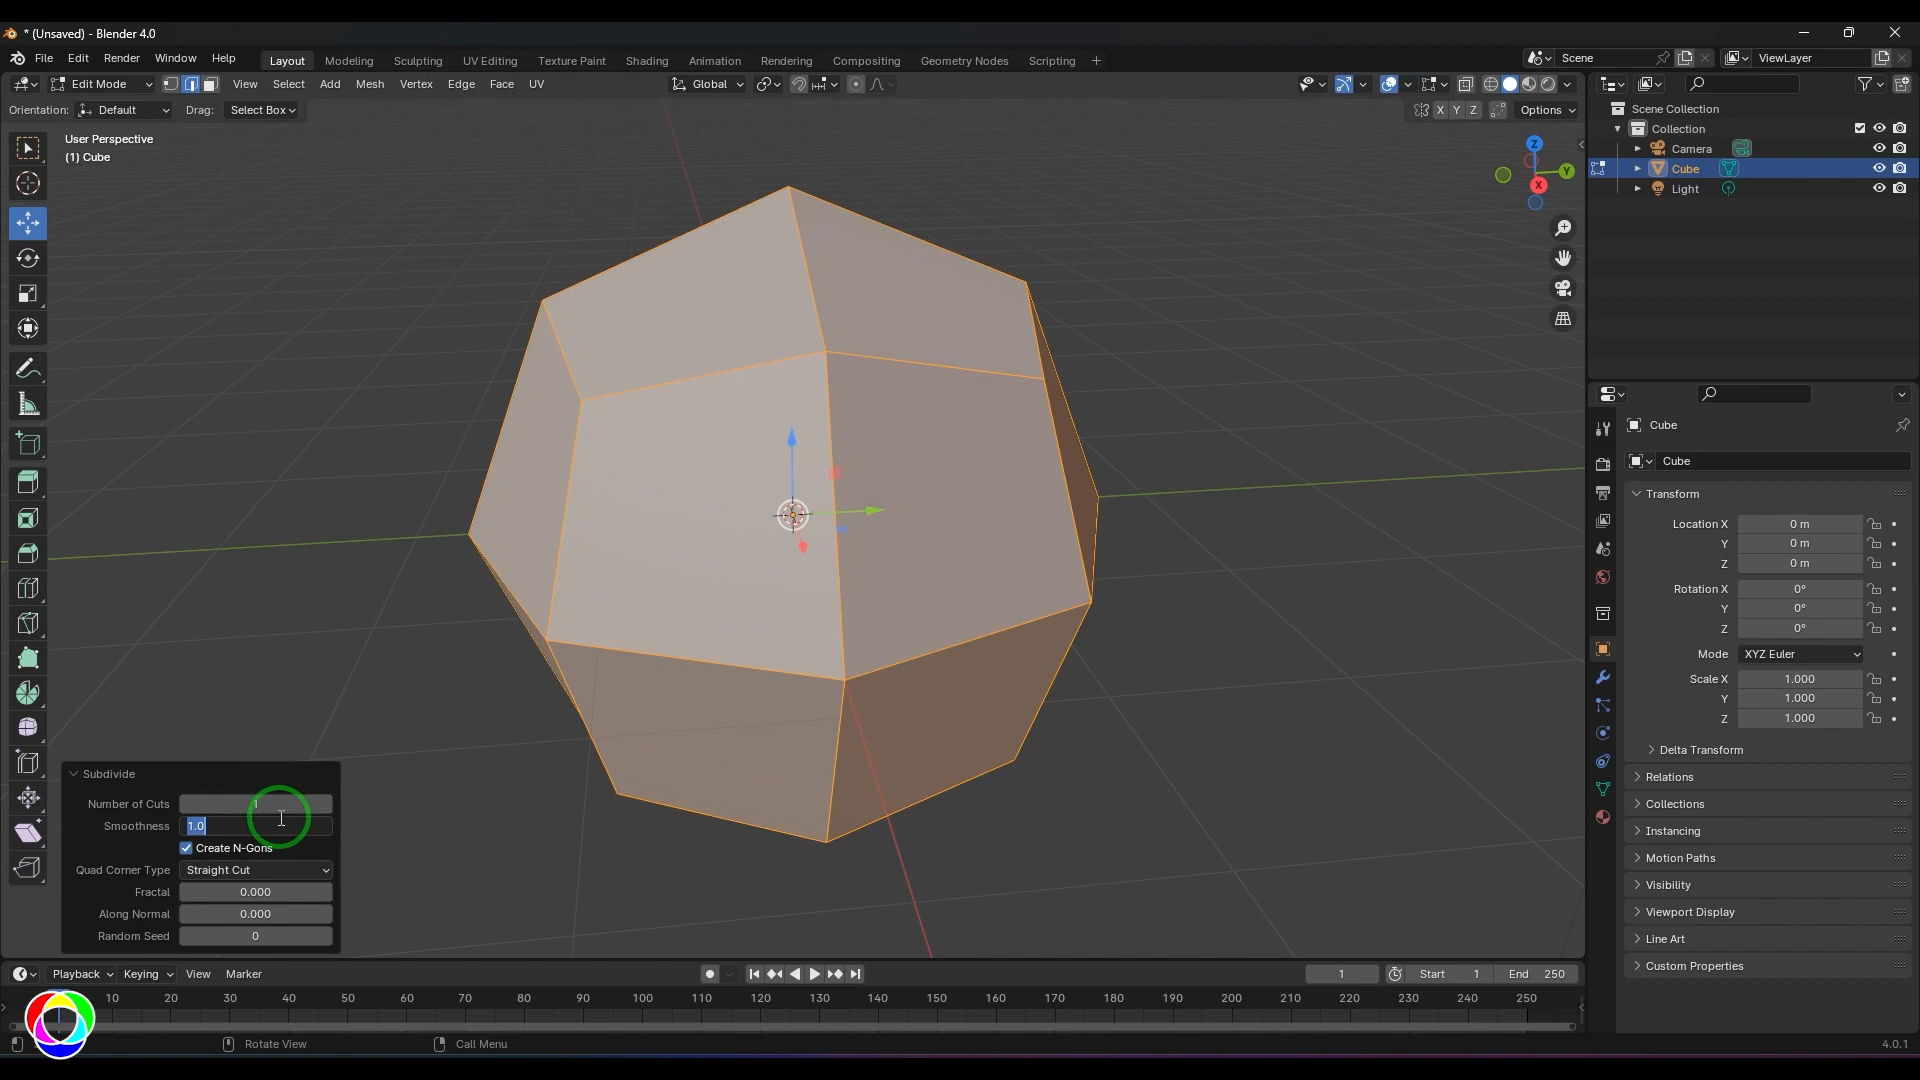 * (Unsaved) - Blender 4.0
File Edit Render Window Help Layout Modeling Sculpting UV Editing Texture Paint Shading Animation Rendering Compositing Geometry Nodes Scripting + Scene ViewLayer
Edit Mode View Select Add Mesh Vertex Edge Face UV Global
Orientation: Default Drag: Select Box X Y Z Options
User Perspective
(1) Cube
Z
Y
X
Scene Collection
Collection
Camera
Cube
Light
Cube
Cube
Transform
Location X 0 m
Y 0 m
Z 0 m
Rotation X 0°
Y 0°
Z 0°
Mode XYZ Euler
Scale X 1.000
Y 1.000
Z 1.000
Delta Transform
Relations
Collections
Instancing
Motion Paths
Visibility
Viewport Display
Line Art
Custom Properties
Subdivide
Number of Cuts 1
Smoothness 1.0
Create N-Gons
Quad Corner Type Straight Cut
Fractal 0.000
Along Normal 0.000
Random Seed 0
Playback Keying View Marker 1 Start 1 End 250
10 20 30 40 50 60 70 80 90 100 110 120 130 140 150 160 170 180 190 200 210 220 230 240 250
Rotate View Call Menu 4.0.1